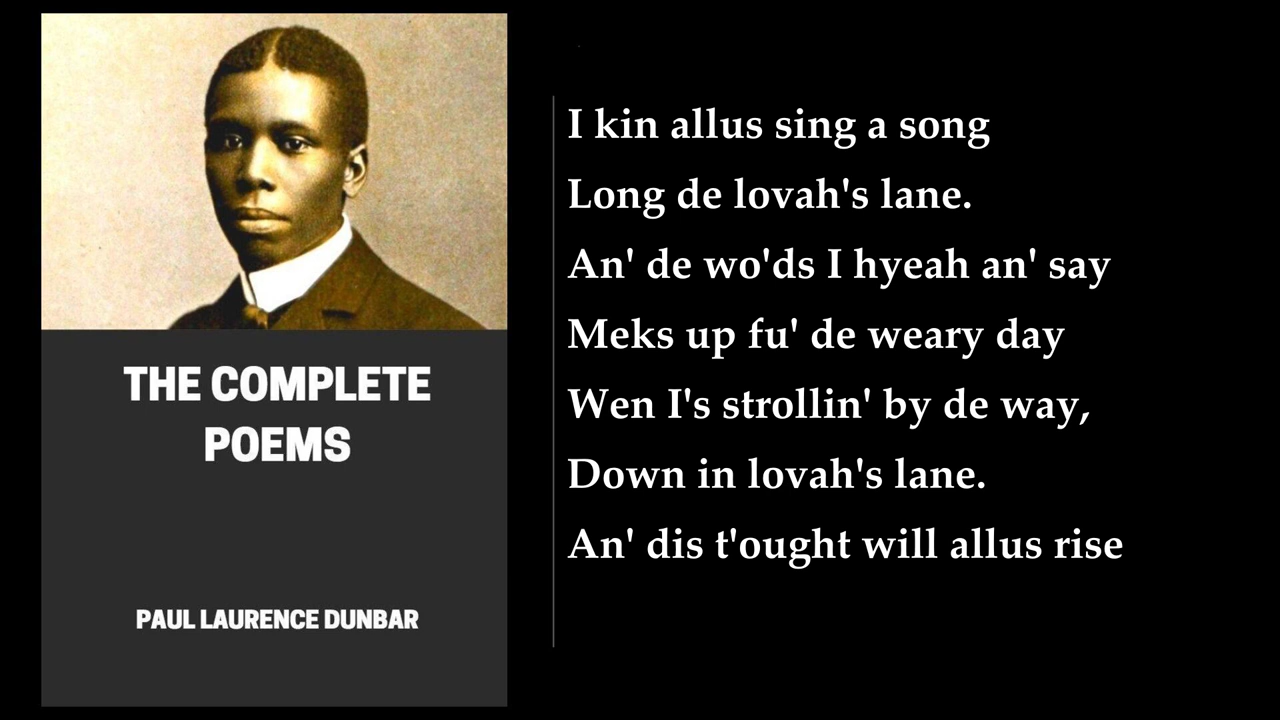 THE COMPLETE
POEMS
PAUL LAURENCE DUNBAR
I kin allus sing a song
Long de lovah's lane.
An' de wo'ds I hyeah an' say
Meks up fu' de weary day
Wen I's strollin' by de way,
Down in lovah's lane.
An' dis t'ought will allus rise